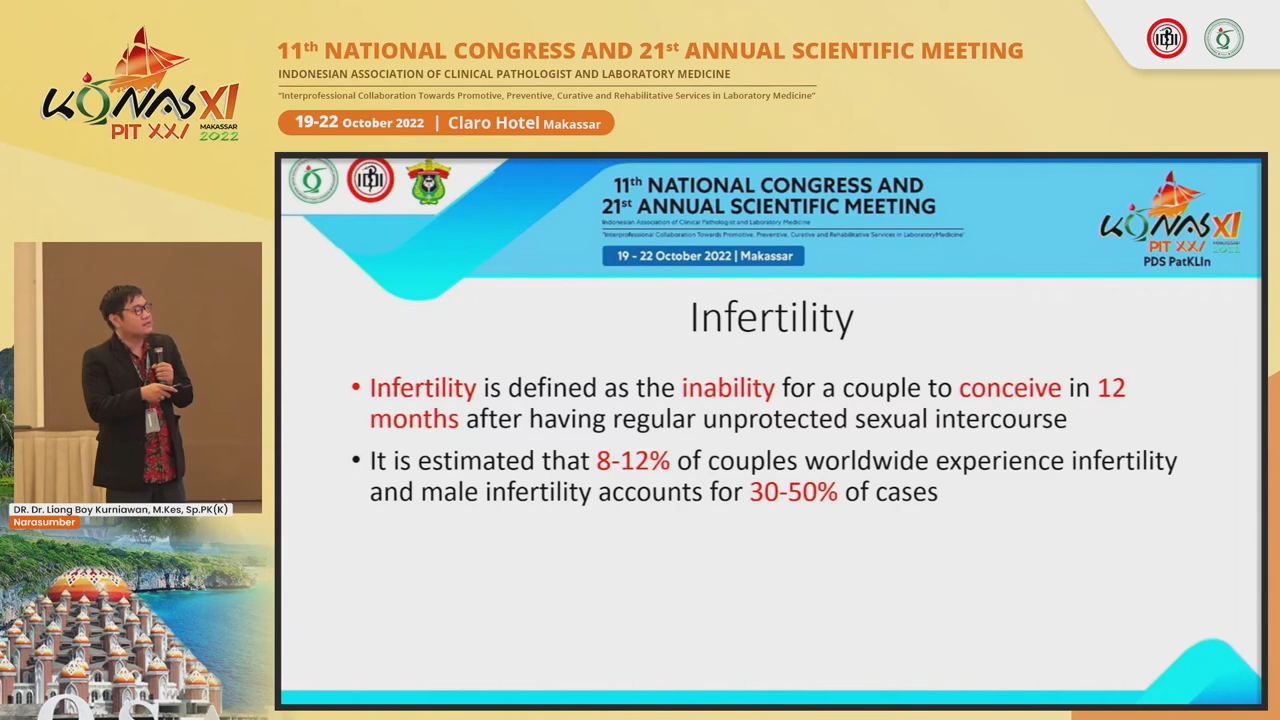 11th NATIONAL CONGRESS AND 21st ANNUAL SCIENTIFIC MEETING
INDONESIAN ASSOCIATION OF CLINICAL PATHOLOGIST AND LABORATORY MEDICINE
"Interprofessional Collaboration Towards Promotive, Preventive, Curative and Rehabilitative Services in Laboratory Medicine"
19-22 October 2022 | Claro Hotel Makassar
KONAS XI
PIT XXI MAKASSAR
2022
11th NATIONAL CONGRESS AND
21st ANNUAL SCIENTIFIC MEETING
Indonesian Association of Clinical Pathologist and Laboratory Medicine
"Interprofessional Collaboration Towards Promotive, Preventive, Curative and Rehabilitative Services in LaboratoryMedicine"
19 - 22 October 2022 | Makassar
KONAS XI
PIT XXI
PDS PatKLIn
Infertility
• Infertility is defined as the inability for a couple to conceive in 12
months after having regular unprotected sexual intercourse
• It is estimated that 8-12% of couples worldwide experience infertility
and male infertility accounts for 30-50% of cases
DR. Dr. Liong Boy Kurniawan, M.Kes, Sp.PK(K)
Narasumber